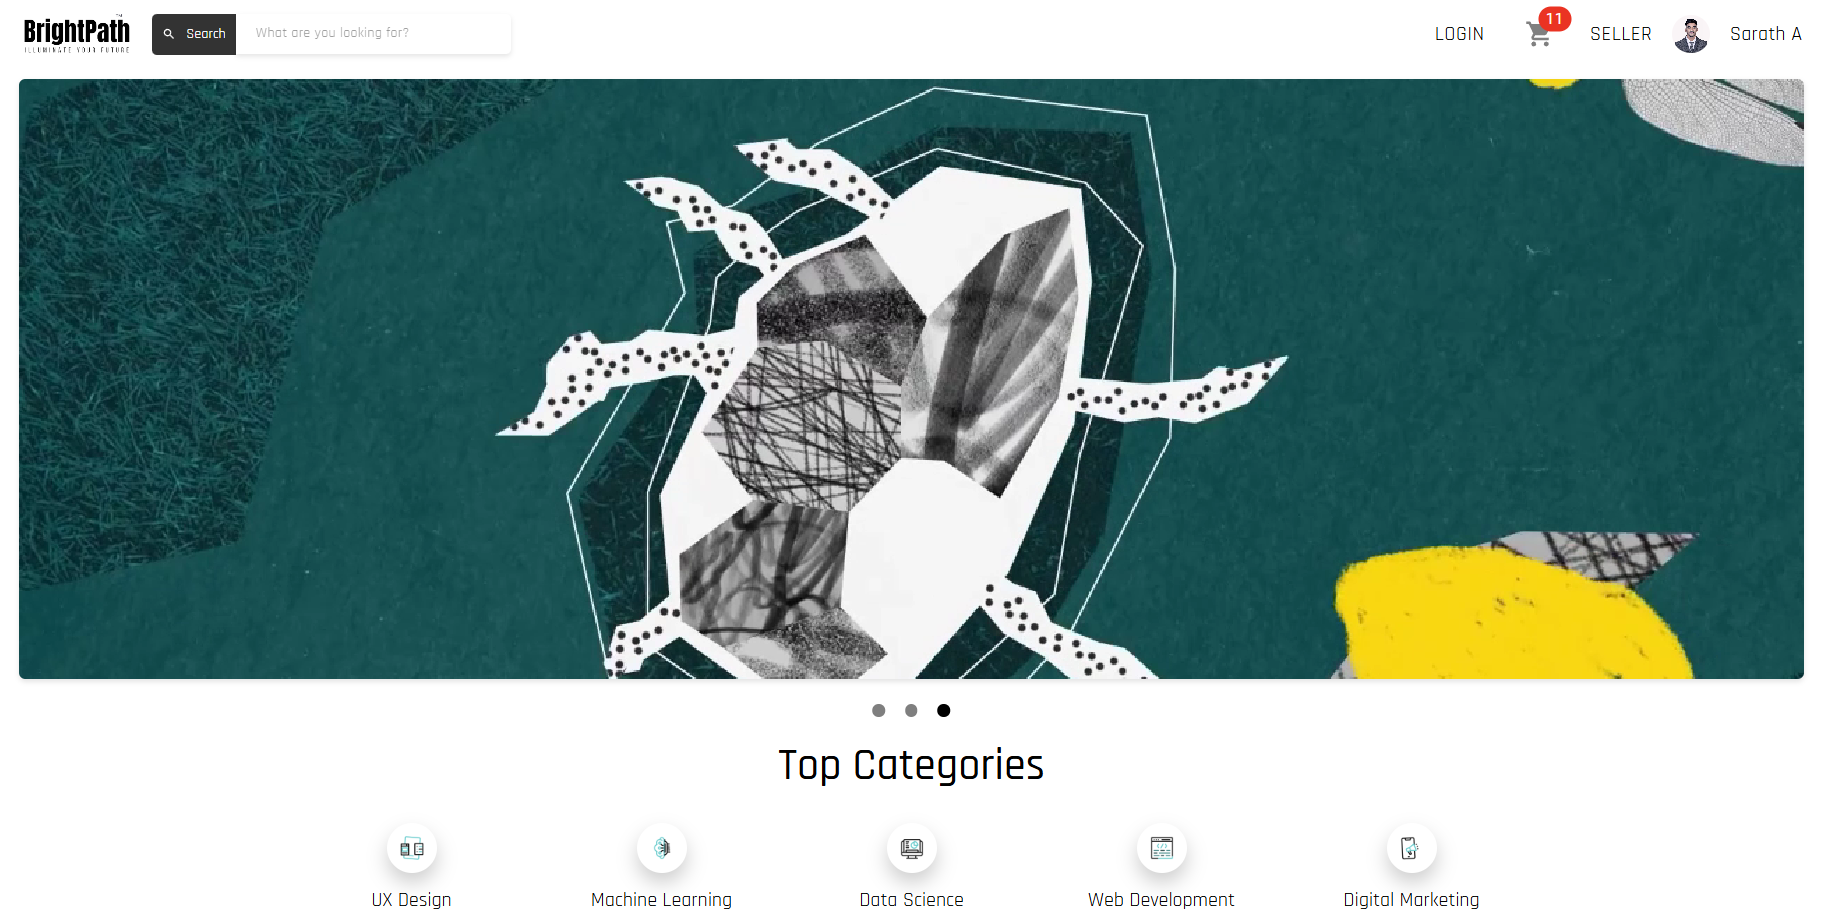 BrightPath
ILLUMINATE YOUR FUTURE
Search
What are you looking for?
LOGIN
11
SELLER
Sarath A
Top Categories
UX Design
Machine Learning
Data Science
Web Development
Digital Marketing